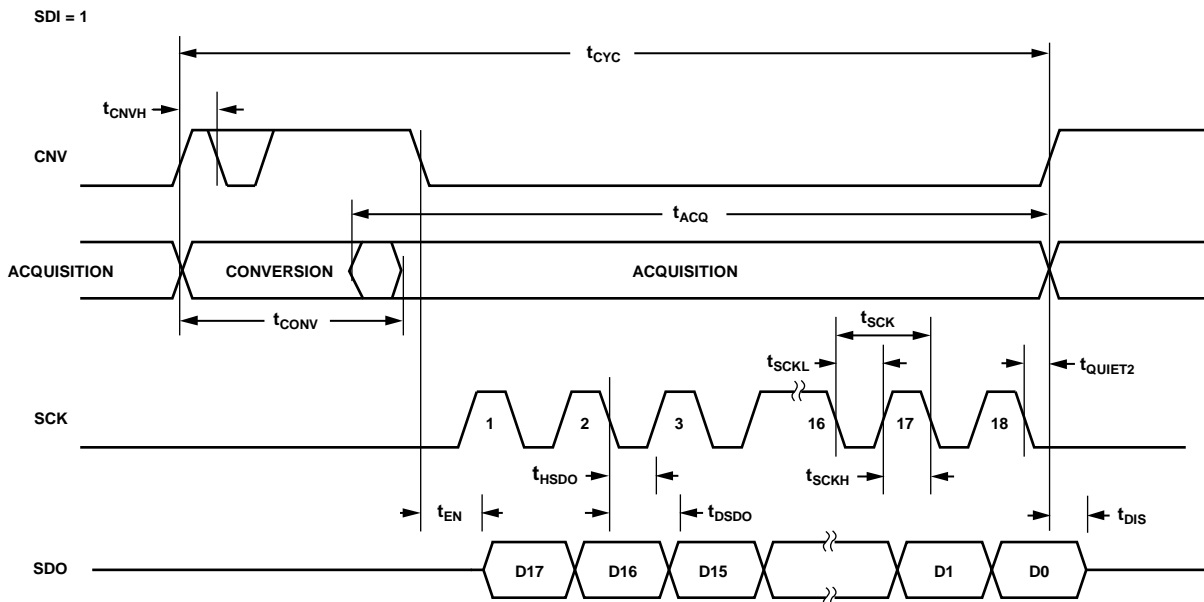 SDI = 1
tCYC
tCNVH
CNV
tACQ
ACQUISITION CONVERSION ACQUISITION
tCONV
tSCK
tSCKL
tQUIET2
SCK 1 2 3 16 17 18
tHSDO
tSCKH
tEN
tDSDO
tDIS
SDO D17 D16 D15 D1 D0